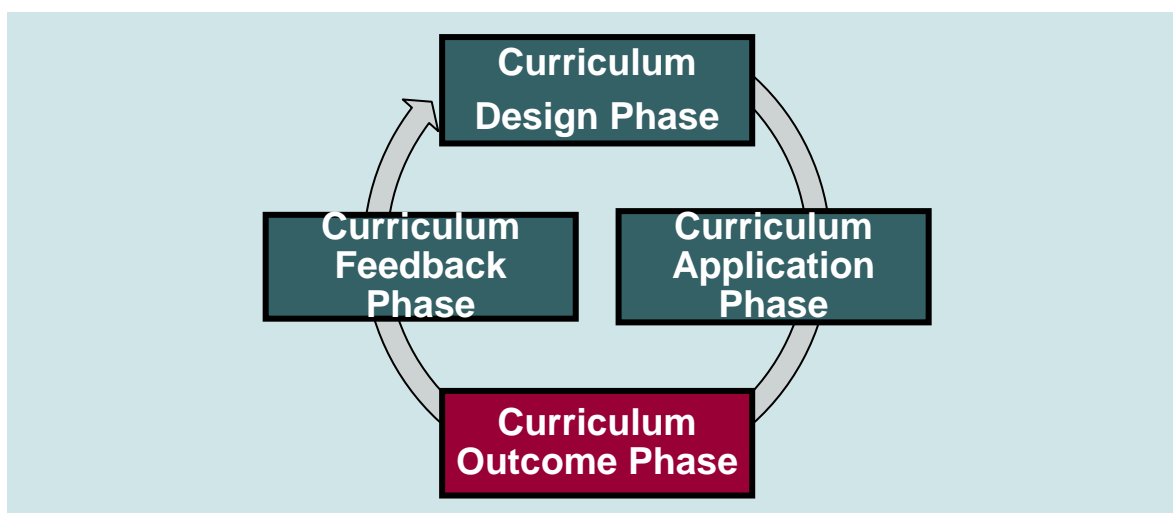 Curriculum
Design Phase
Curriculum
Feedback
Phase
Curriculum
Application
Phase
Curriculum
Outcome Phase